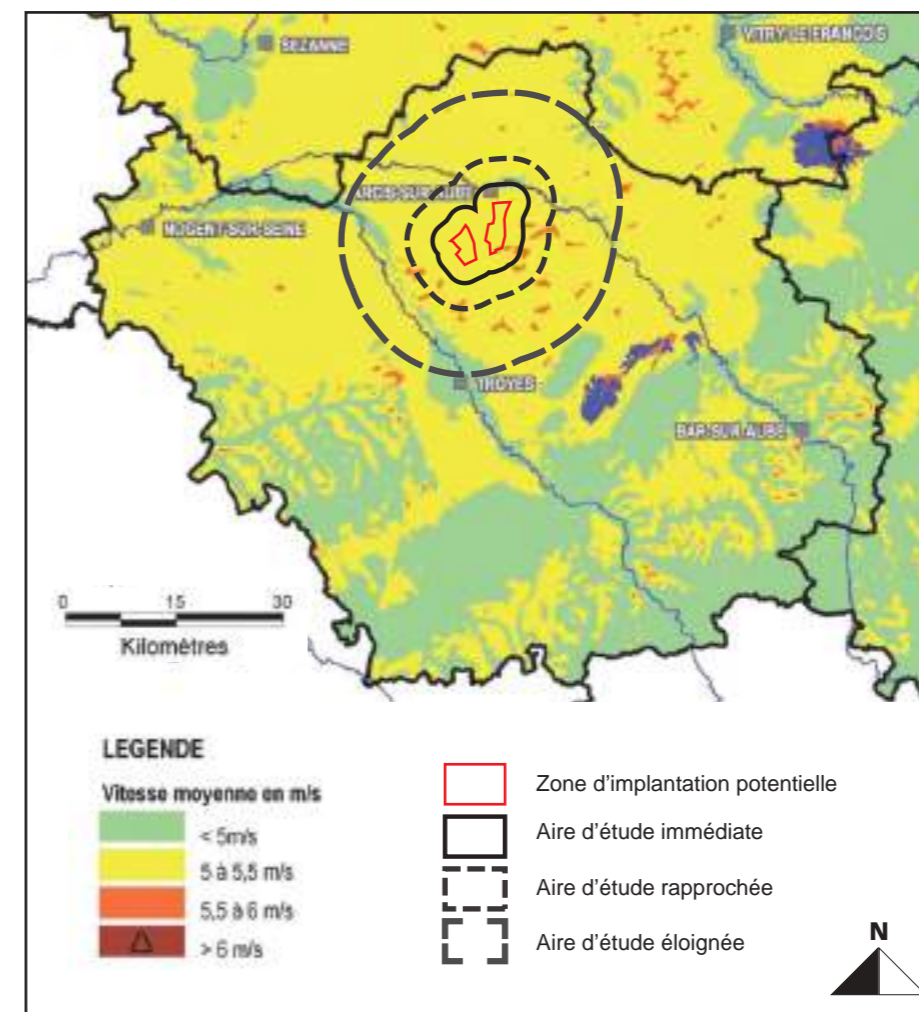 SEZANNE
VITRY-LE-FRANCOIS
ARCIS-SUR-AUBE
NOGENT-SUR-SEINE
TROYES
BAR-SUR-AUBE
0 15 30
Kilomètres
LEGENDE
Vitesse moyenne en m/s
< 5m/s
5 à 5,5 m/s
5,5 à 6 m/s
> 6 m/s
Zone d'implantation potentielle
Aire d'étude immédiate
Aire d'étude rapprochée
Aire d'étude éloignée
N